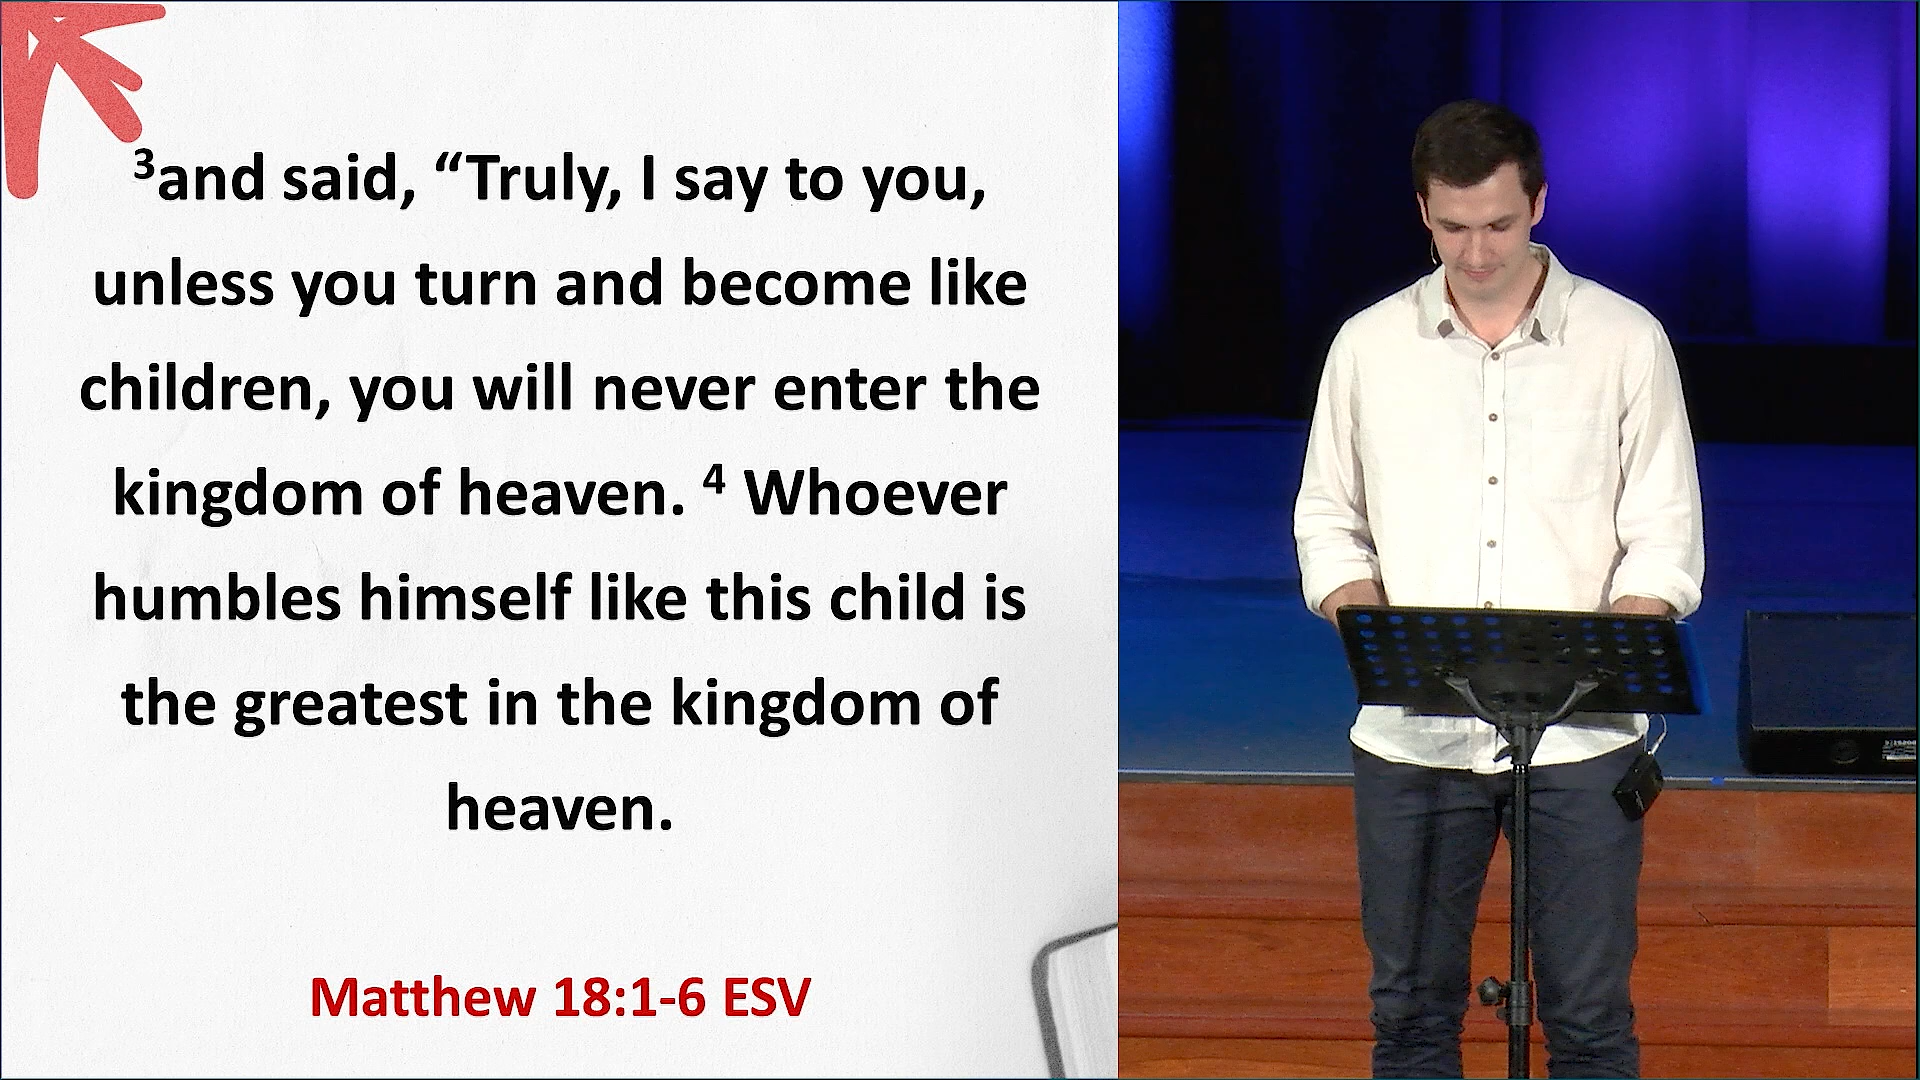 ³and said, “Truly, I say to you,
unless you turn and become like
children, you will never enter the
kingdom of heaven. ⁴ Whoever
humbles himself like this child is
the greatest in the kingdom of
heaven.
Matthew 18:1-6 ESV